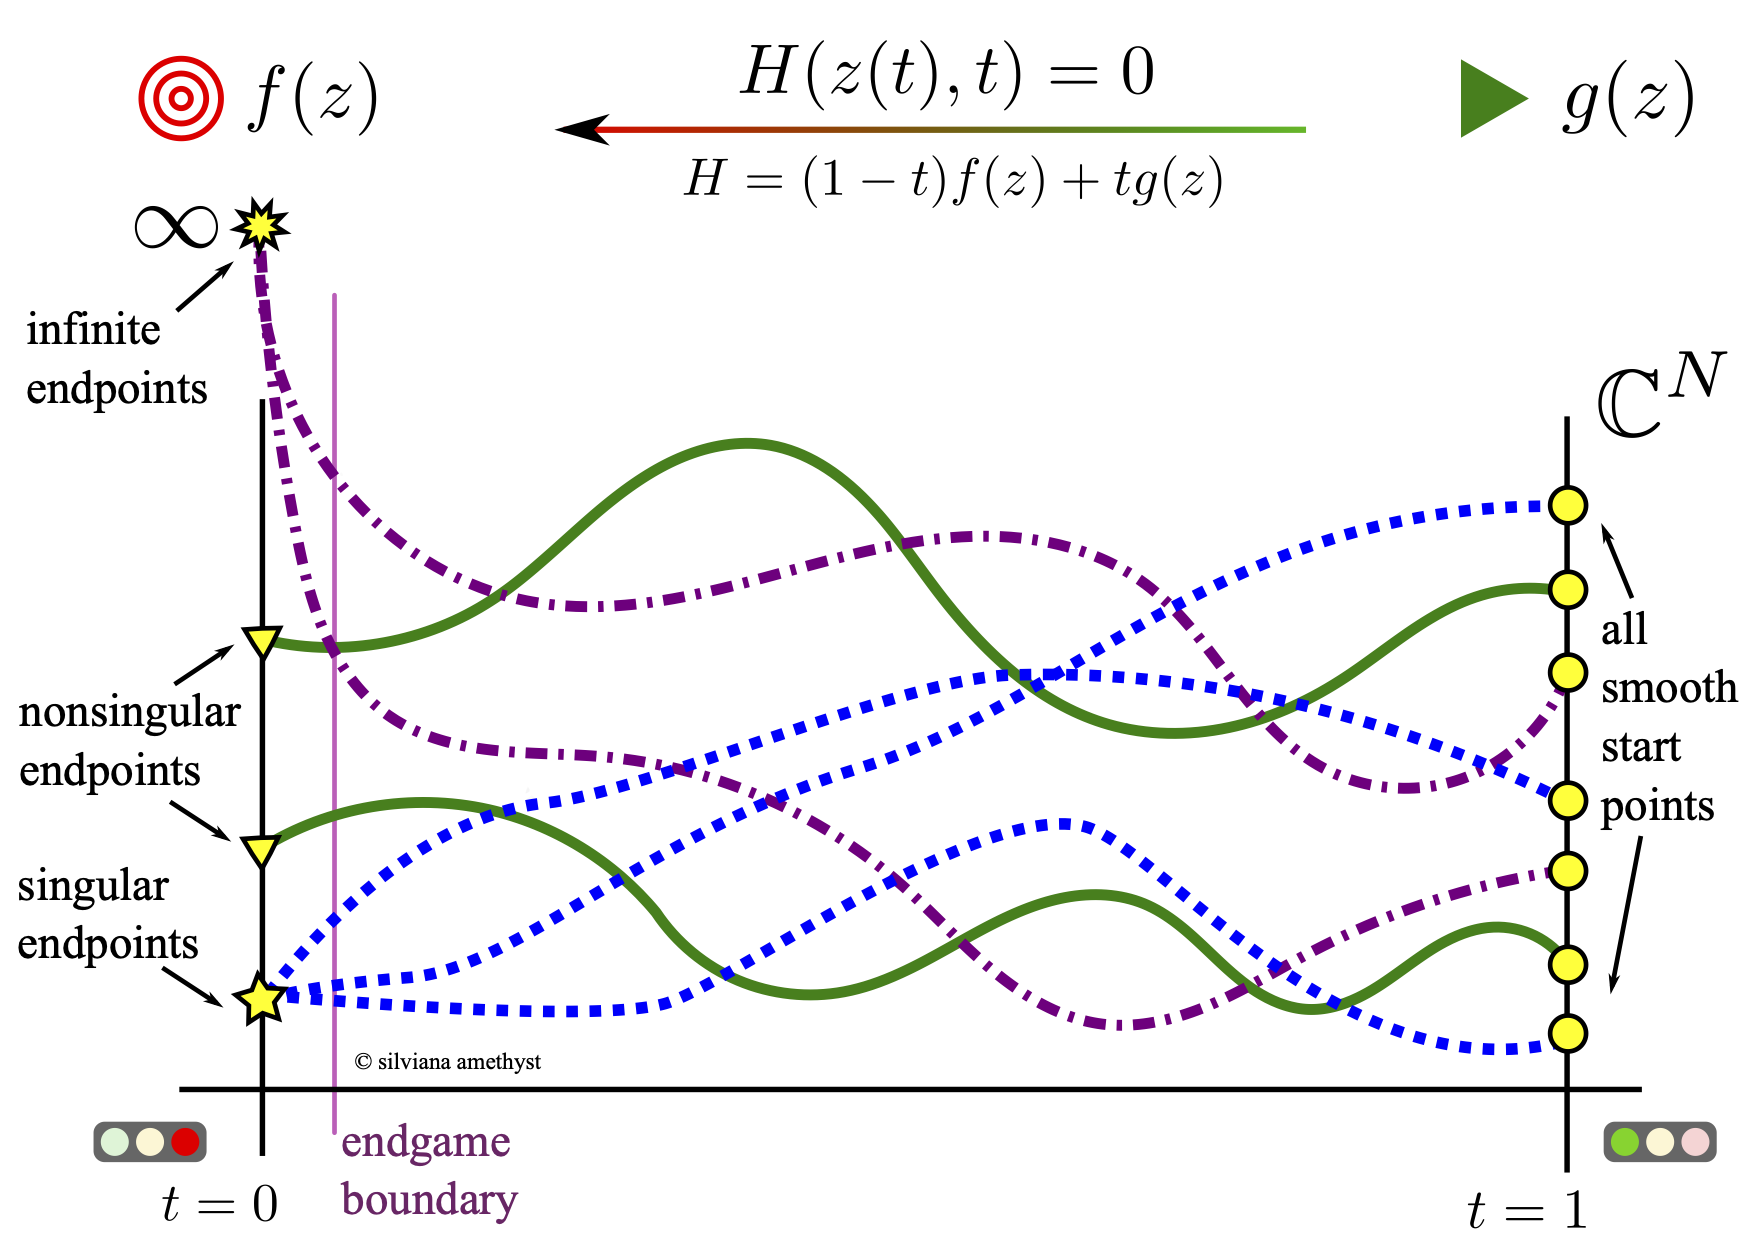 f(z)
H(z(t), t) = 0
g(z)
H = (1 − t)f(z) + tg(z)
∞
infinite
endpoints
ℂᴺ
all
smooth
start
points
nonsingular
endpoints
singular
endpoints
© silviana amethyst
endgame
boundary
t = 0
t = 1